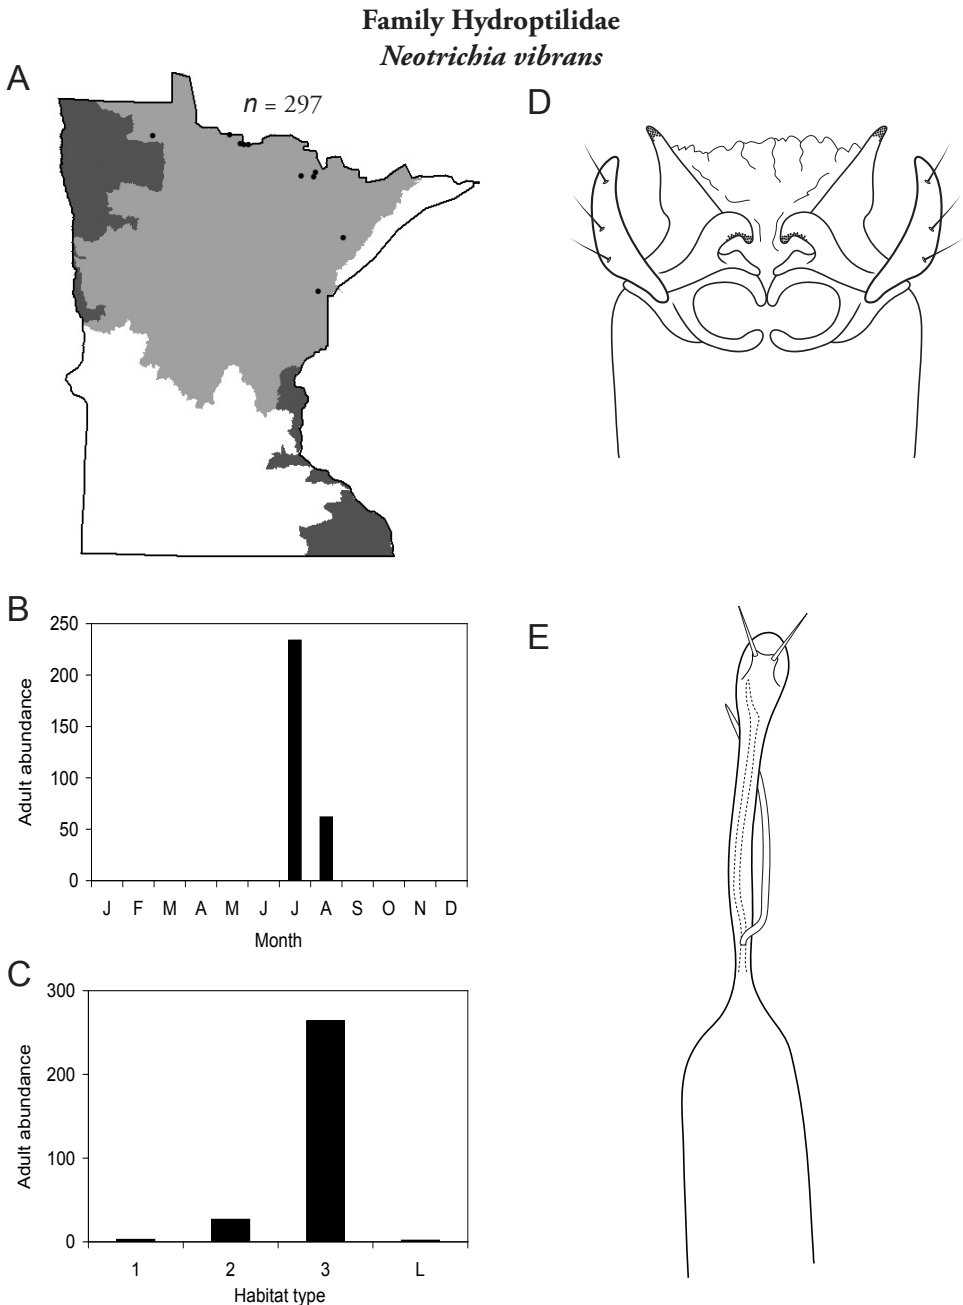 Family Hydroptilidae
Neotrichia vibrans
A
n = 297
D
B
250
200
150
100
50
0
Adult abundance
J F M A M J J A S O N D
Month
E
C
300
200
100
0
Adult abundance
1 2 3 L
Habitat type